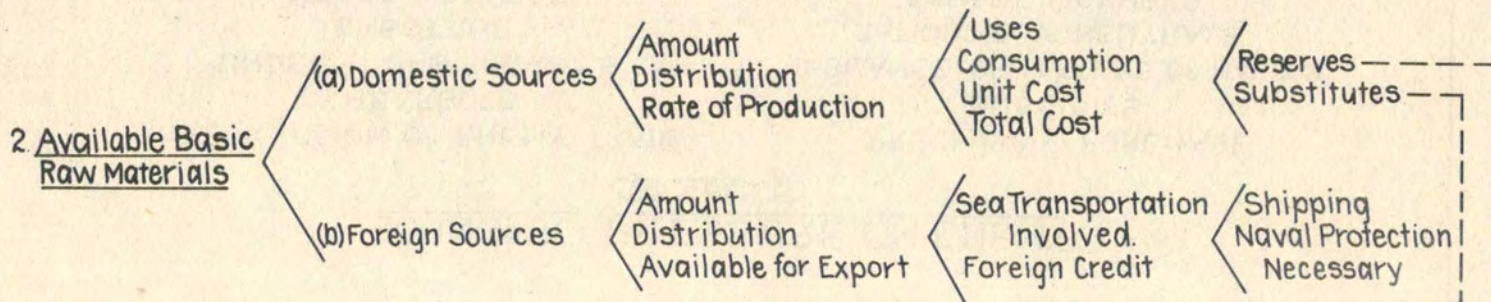 2. Available Basic
Raw Materials
(a) Domestic Sources
Amount
Distribution
Rate of Production
Uses
Consumption
Unit Cost
Total Cost
Reserves
Substitutes
(b) Foreign Sources
Amount
Distribution
Available for Export
Sea Transportation
Involved.
Foreign Credit
Shipping
Naval Protection
Necessary